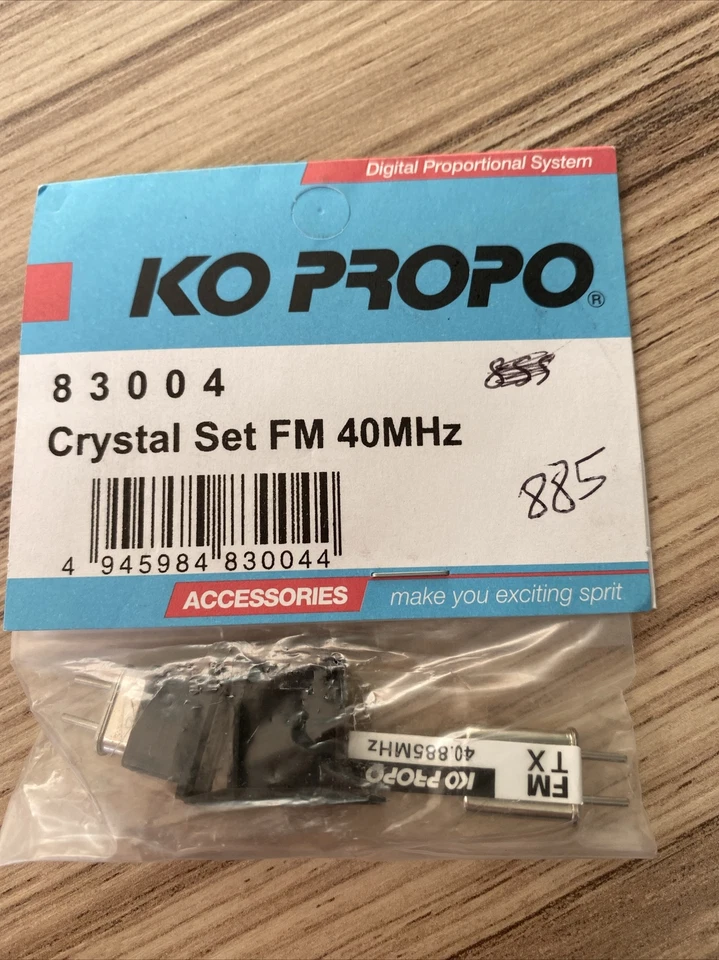 Digital Proportional System
KO PROPO®
83004
855
Crystal Set FM 40MHz
885
4 945984 830044
ACCESSORIES make you exciting sprit
FM
TX
KO PROPO
40.885MHz